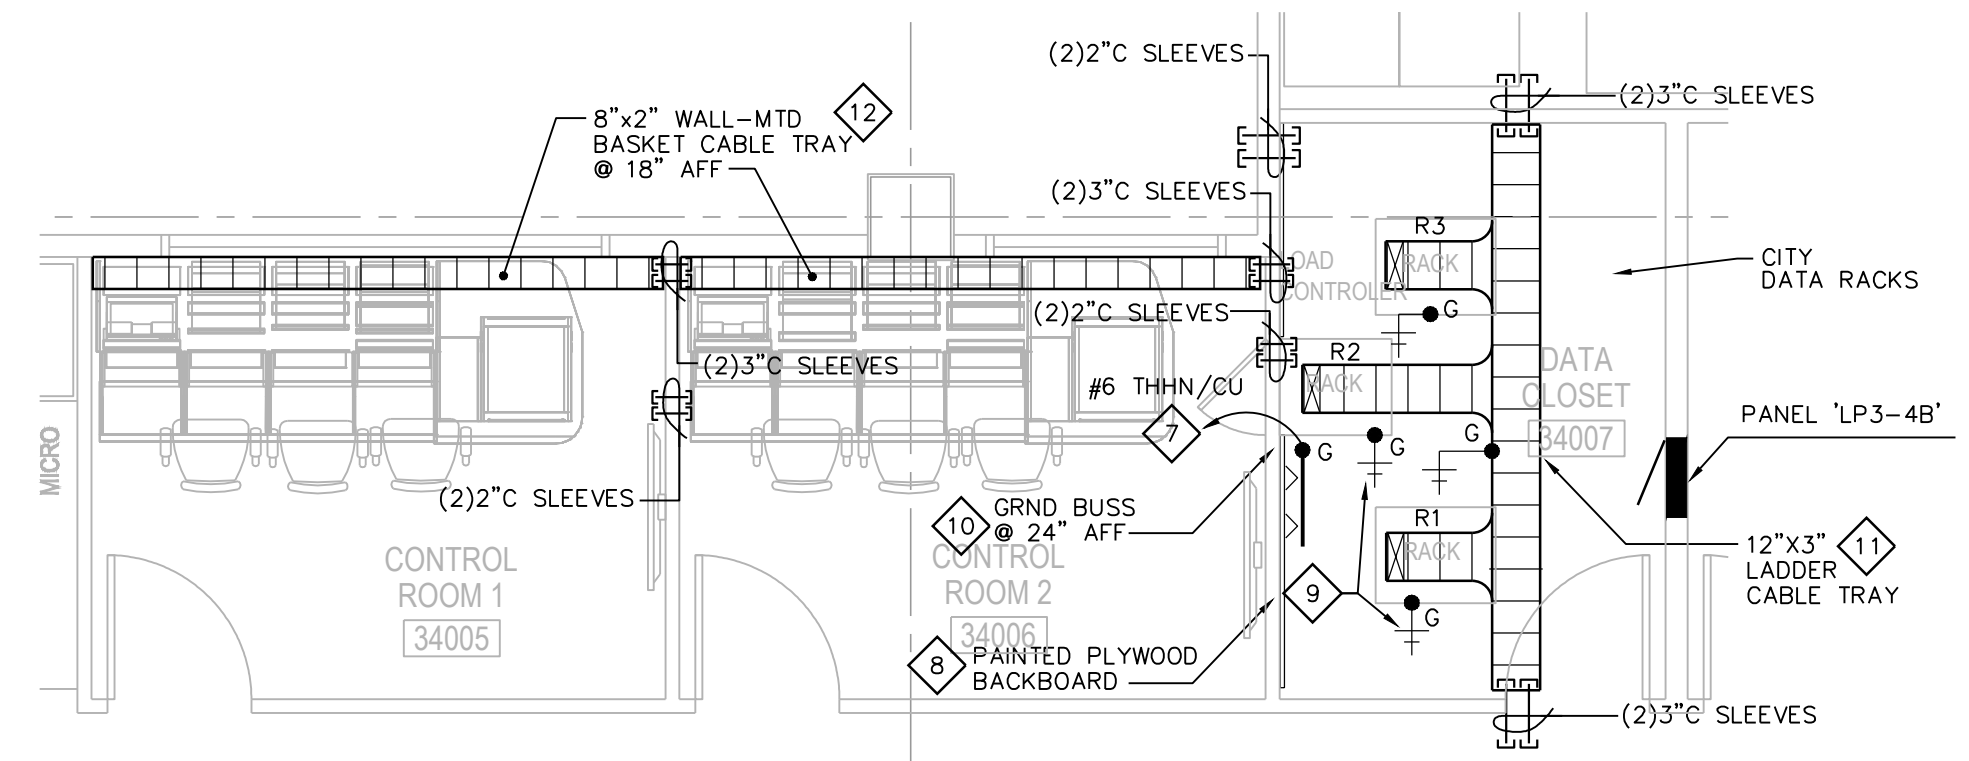 (2)2"C SLEEVES
(2)3"C SLEEVES
8"x2" WALL-MTD
BASKET CABLE TRAY
@ 18" AFF
12
(2)3"C SLEEVES
R3
RACK
OAD
CONTROLER
G
CITY
DATA RACKS
(2)2"C SLEEVES
(2)3"C SLEEVES
R2
RACK
#6 THHN/CU
7
DATA
CLOSET
34007
PANEL 'LP3-4B'
G
G
G
MICRO
(2)2"C SLEEVES
10
GRND BUSS
@ 24" AFF
R1
RACK
12"X3"
LADDER
CABLE TRAY
11
CONTROL
ROOM 1
34005
CONTROL
ROOM 2
34006
9
G
8
PAINTED PLYWOOD
BACKBOARD
(2)3"C SLEEVES